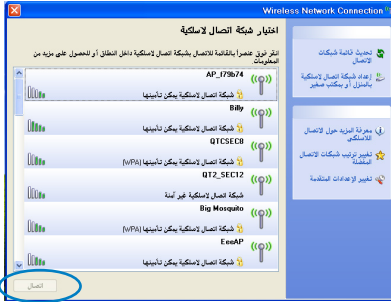 Wireless Network Connection
اختيار شبكة اتصال لاسلكية
انقر فوق عنصراً بالقائمة للاتصال بشبكة اتصال لاسلكية داخل النطاق أو للحصول على مزيد من
المعلومات.
تحديث قائمة شبكات
الاتصال
إعداد شبكة اتصال لاسلكية
بالمنزل أو بمكتب صغير
معرفة المزيد حول الاتصال
اللاسلكي
تغيير ترتيب شبكات الاتصال
المفضلة
تغيير الإعدادات المتقدمة
AP_f79b74
شبكة اتصال لاسلكية يمكن تأمينها
Billy
شبكة اتصال لاسلكية يمكن تأمينها
QTCSEC8
شبكة اتصال لاسلكية يمكن تأمينها (WPA)
QT2_SEC12
شبكة اتصال لاسلكية غير آمنة
Big Mosquito
شبكة اتصال لاسلكية يمكن تأمينها (WPA)
EeeAP
شبكة اتصال لاسلكية يمكن تأمينها
اتصال